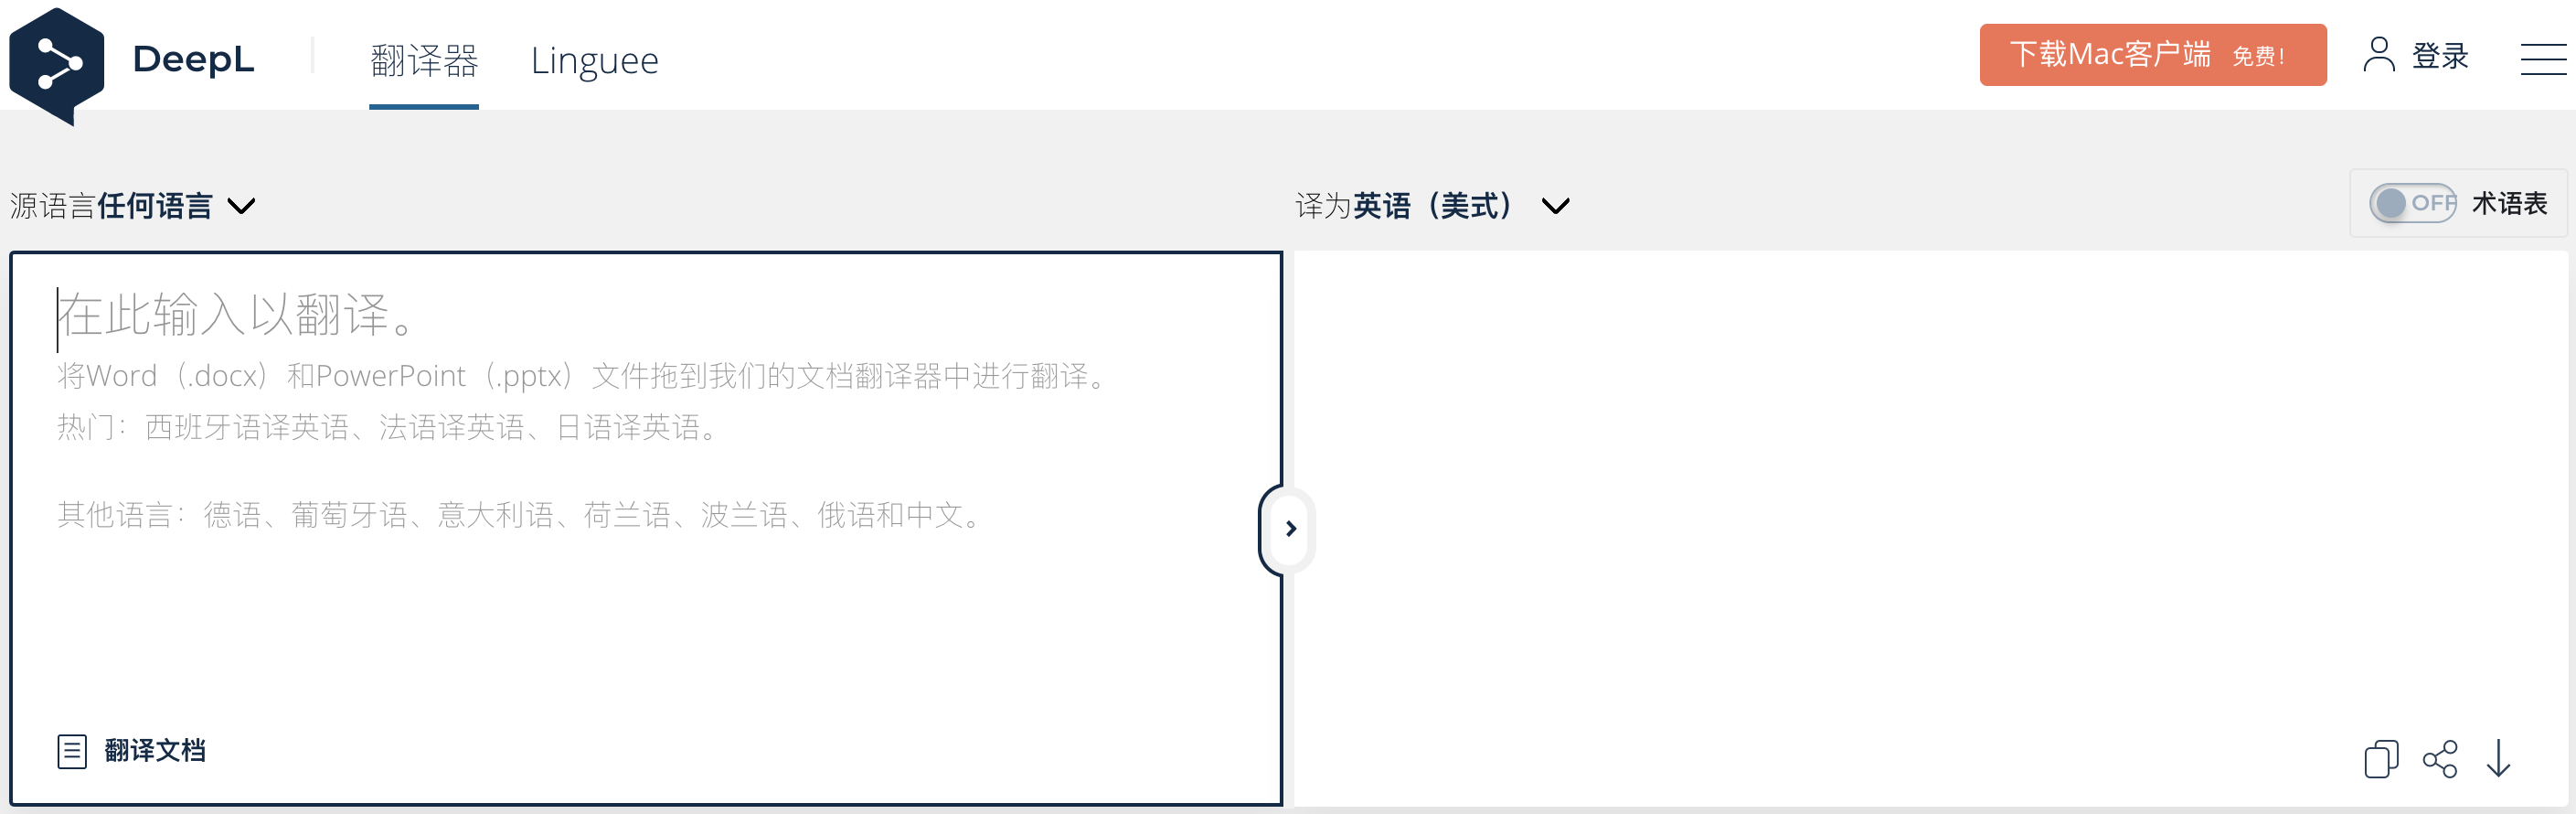 DeepL
翻译器
Linguee
下载Mac客户端 免费！
登录
源语言任何语言
译为英语（美式）
OFF 术语表
在此输入以翻译。
将Word（.docx）和PowerPoint（.pptx）文件拖到我们的文档翻译器中进行翻译。
热门：西班牙语译英语、法语译英语、日语译英语。
其他语言：德语、葡萄牙语、意大利语、荷兰语、波兰语、俄语和中文。
翻译文档